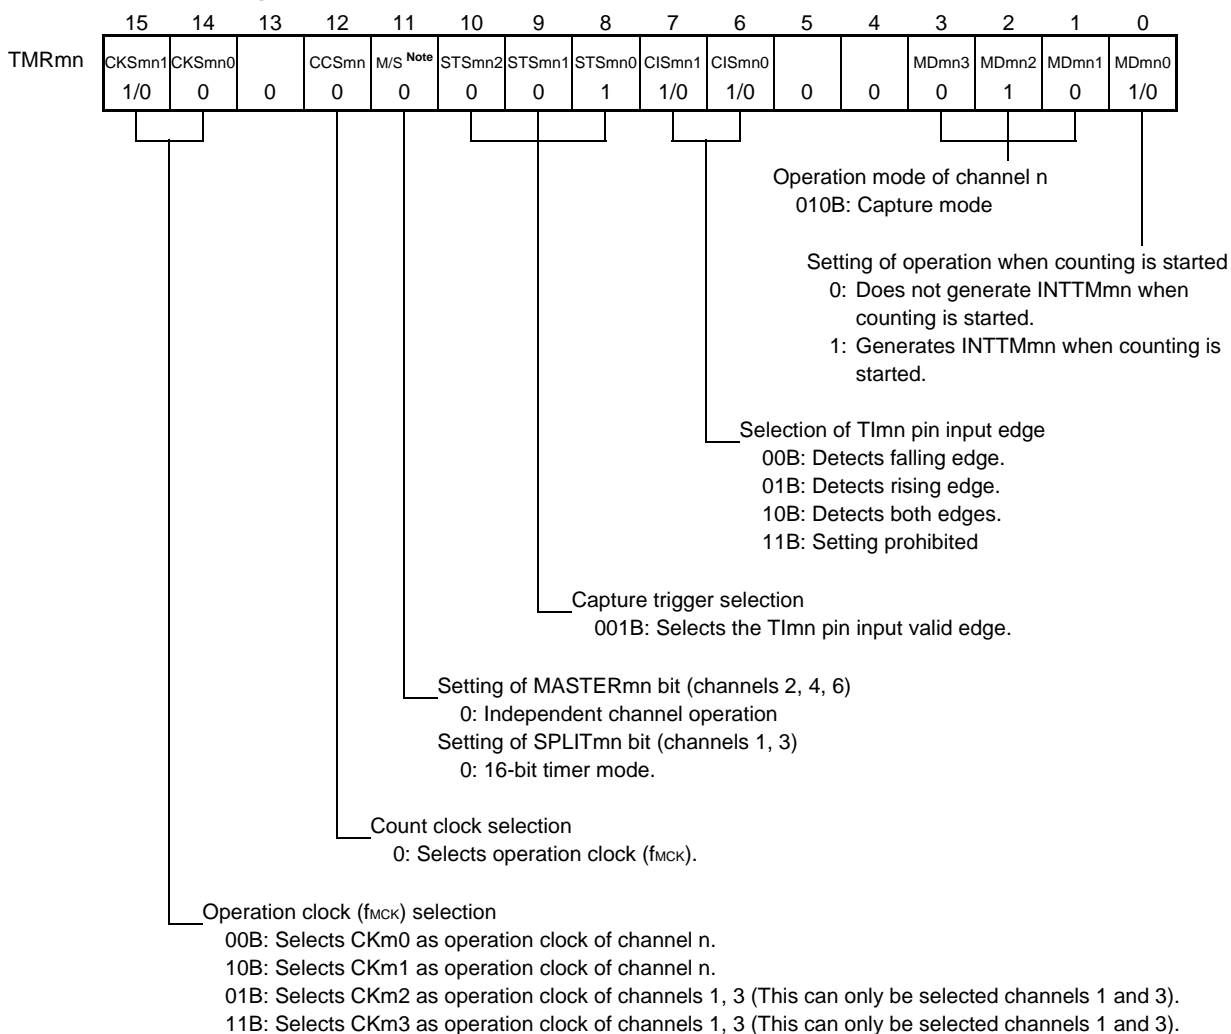 15 14 13 12 11 10 9 8 7 6 5 4 3 2 1 0
TMRmn CKSmn1 CKSmn0 CCSmn M/S Note STSmn2 STSmn1 STSmn0 CISmn1 CISmn0 MDmn3 MDmn2 MDmn1 MDmn0
1/0 0 0 0 0 0 0 1 1/0 1/0 0 0 0 1 0 1/0
Operation mode of channel n
010B: Capture mode
Setting of operation when counting is started
0: Does not generate INTTMmn when
counting is started.
1: Generates INTTMmn when counting is
started.
Selection of TImn pin input edge
00B: Detects falling edge.
01B: Detects rising edge.
10B: Detects both edges.
11B: Setting prohibited
Capture trigger selection
001B: Selects the TImn pin input valid edge.
Setting of MASTERmn bit (channels 2, 4, 6)
0: Independent channel operation
Setting of SPLITmn bit (channels 1, 3)
0: 16-bit timer mode.
Count clock selection
0: Selects operation clock (fMCK).
Operation clock (fMCK) selection
00B: Selects CKm0 as operation clock of channel n.
10B: Selects CKm1 as operation clock of channel n.
01B: Selects CKm2 as operation clock of channels 1, 3 (This can only be selected channels 1 and 3).
11B: Selects CKm3 as operation clock of channels 1, 3 (This can only be selected channels 1 and 3).